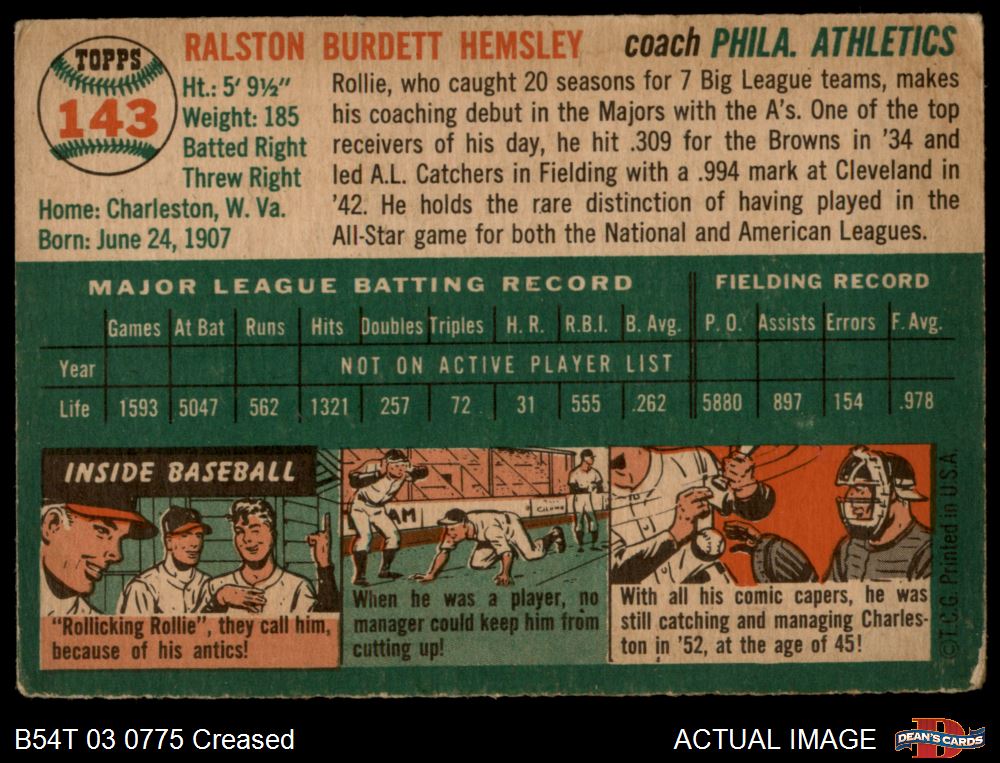 TOPPS
143
RALSTON BURDETT HEMSLEY coach PHILA. ATHLETICS
Ht.: 5' 9½"
Weight: 185
Batted Right
Threw Right
Home: Charleston, W. Va.
Born: June 24, 1907
Rollie, who caught 20 seasons for 7 Big League teams, makes
his coaching debut in the Majors with the A's. One of the top
receivers of his day, he hit .309 for the Browns in '34 and
led A.L. Catchers in Fielding with a .994 mark at Cleveland in
'42. He holds the rare distinction of having played in the
All-Star game for both the National and American Leagues.
MAJOR LEAGUE BATTING RECORD FIELDING RECORD
Games At Bat Runs Hits Doubles Triples H. R. R.B.I. B. Avg. P. O. Assists Errors F. Avg.
Year NOT ON ACTIVE PLAYER LIST
Life 1593 5047 562 1321 257 72 31 555 .262 5880 897 154 .978
INSIDE BASEBALL
"Rollicking Rollie", they call him,
because of his antics!
AM
When he was a player, no
manager could keep him from
cutting up!
With all his comic capers, he was
still catching and managing Charles-
ton in '52, at the age of 45!
©T.C.G. Printed in U.S.A.
B54T 03 0775 Creased
ACTUAL IMAGE
DEAN'S CARDS